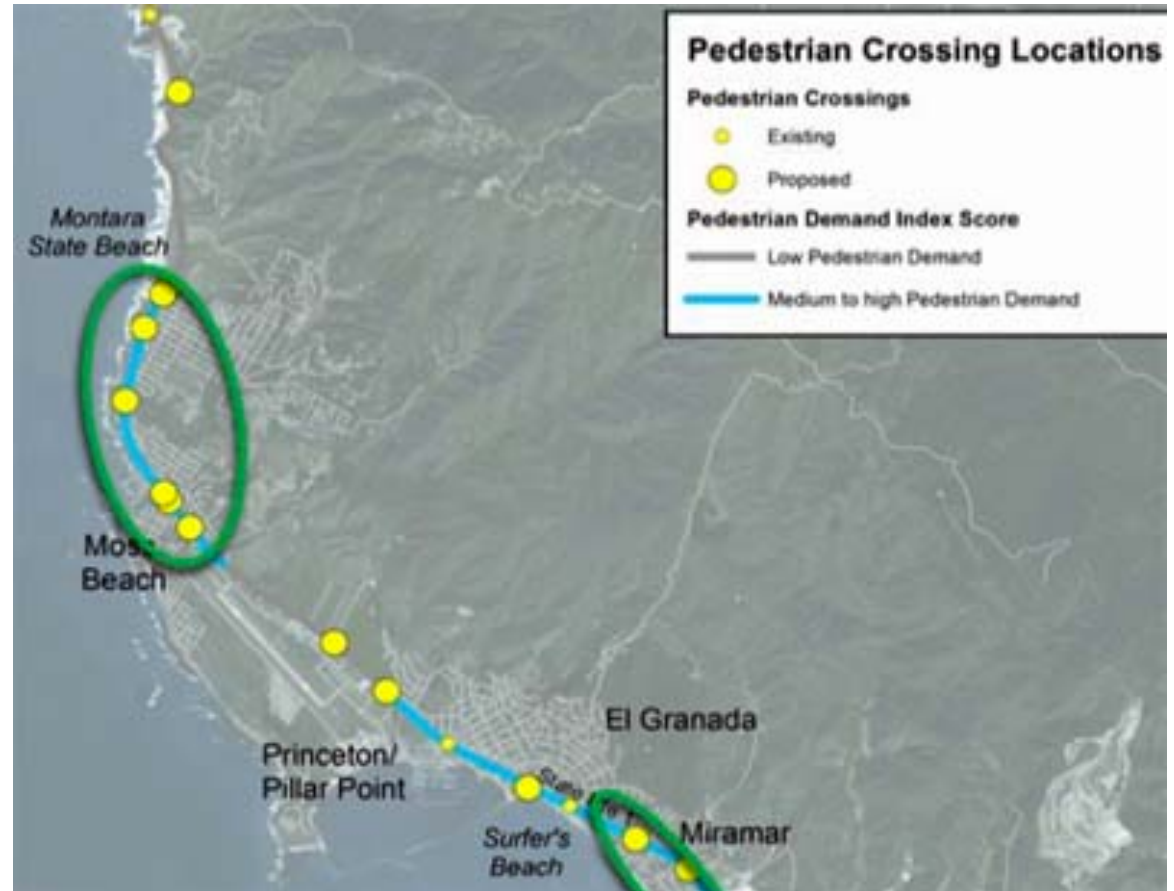 Pedestrian Crossing Locations
Pedestrian Crossings
Existing
Proposed
Pedestrian Demand Index Score
Low Pedestrian Demand
Medium to high Pedestrian Demand
Montara
State Beach
Moss
Beach
El Granada
Princeton/
Pillar Point
Miramar
Surfer's
Beach